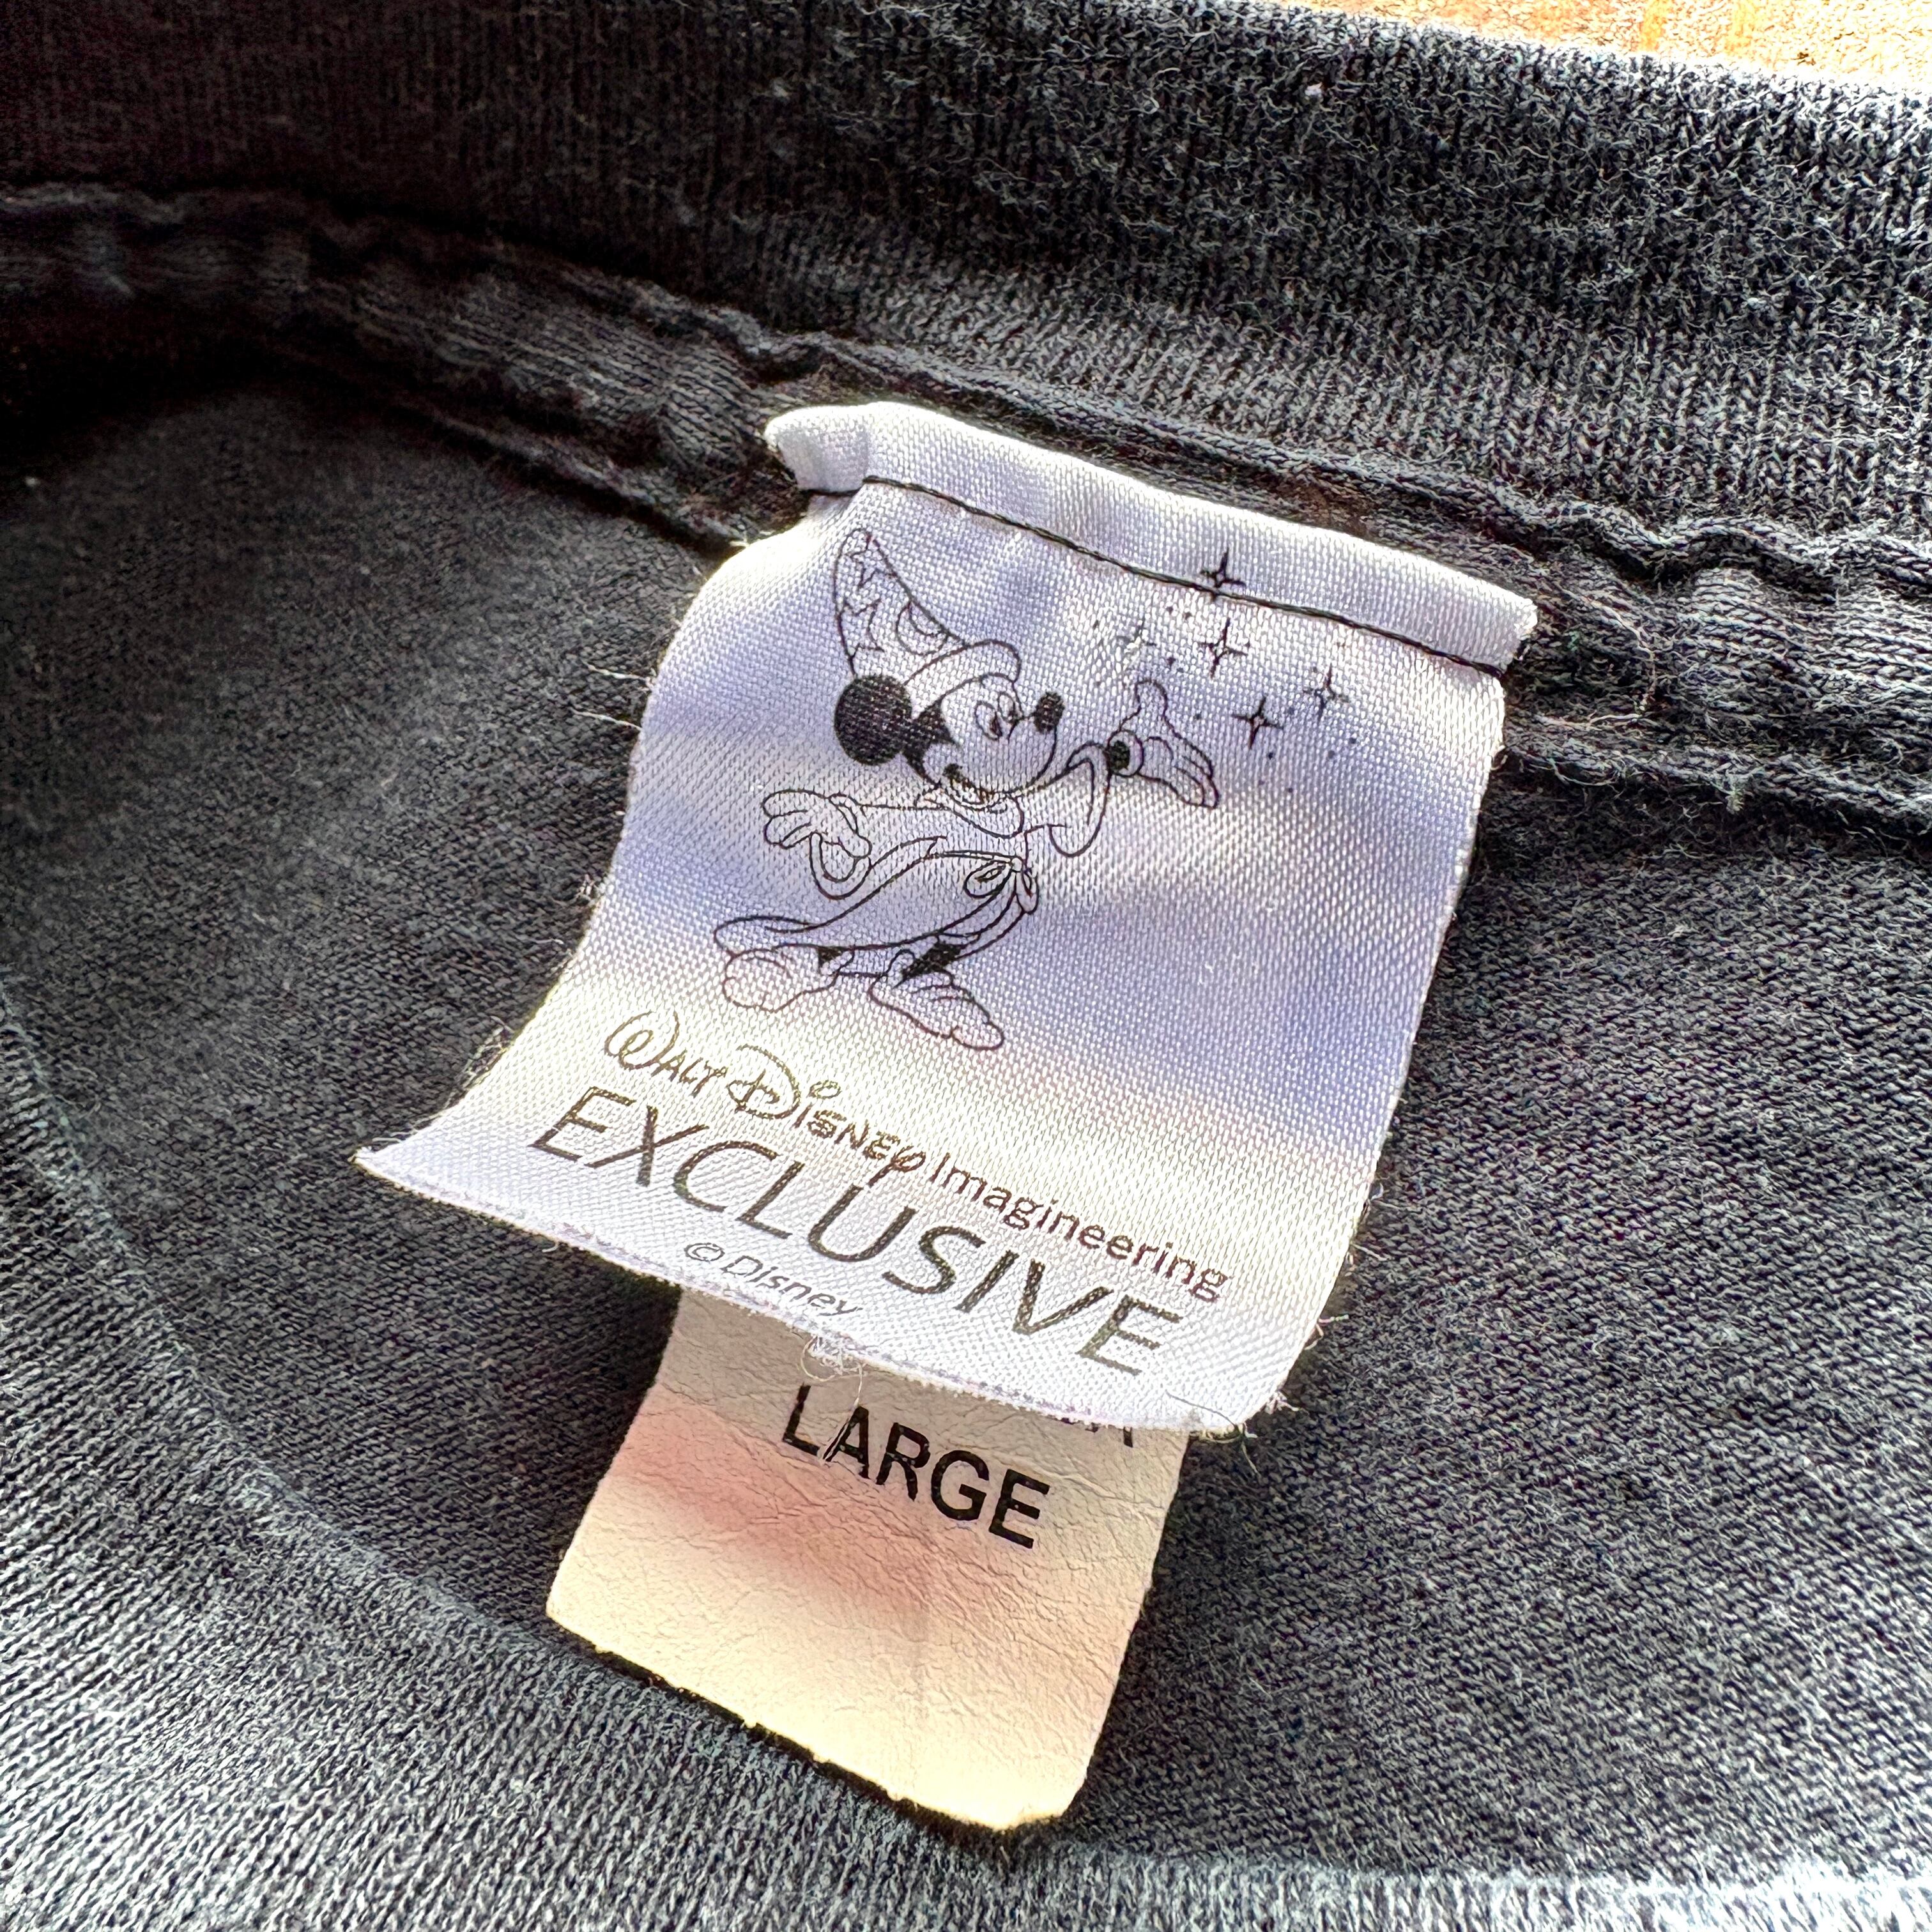 Walt Disney Imagineering
EXCLUSIVE
©Disney
LARGE